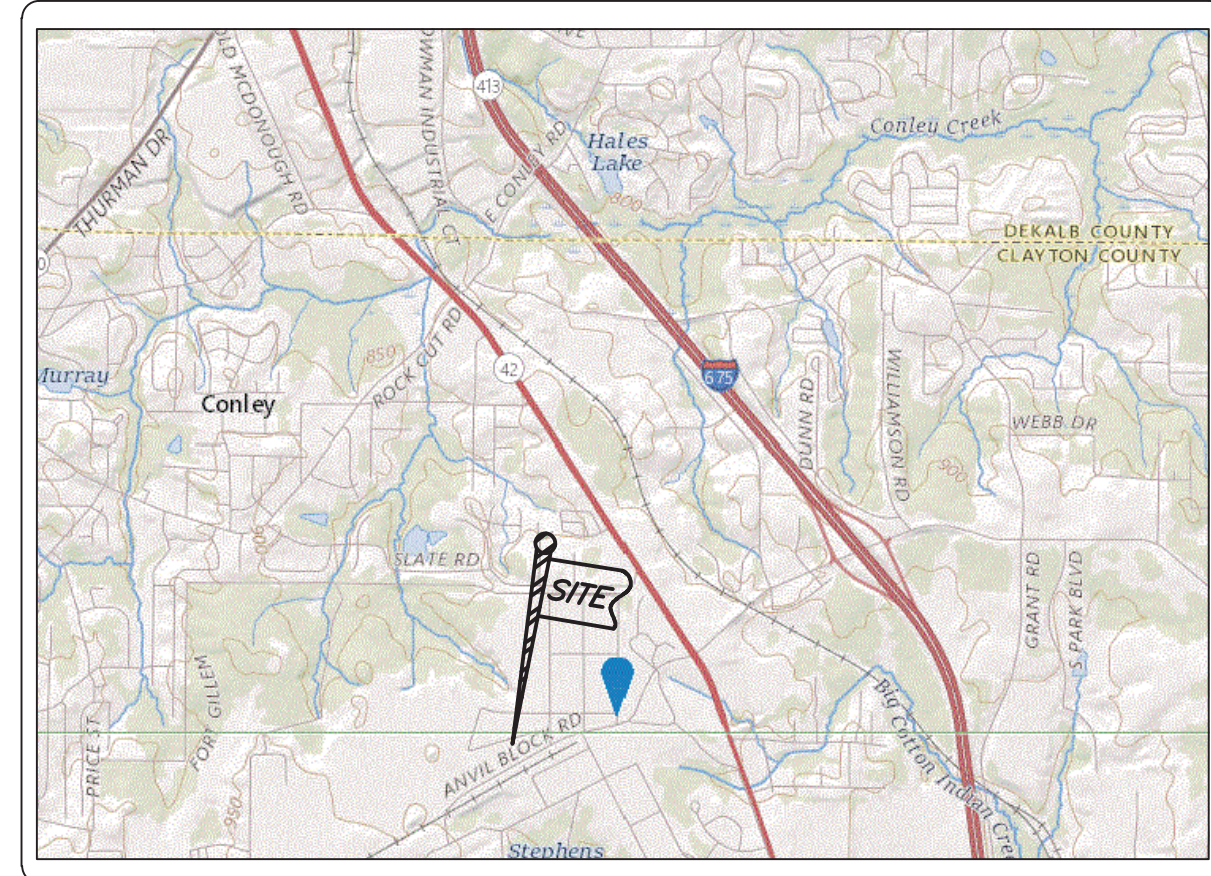 OLD MCDONOUGH RD
THURMAN DR
413
E CONLEY RD
Hales
Lake
800
Conley Creek
DEKALB COUNTY
CLAYTON COUNTY
850
ROCK CUT RD
42
675
Murray
Conley
DUNN RD
WILLIAMSON RD
WEBB DR
900
900
SLATE RD
SITE
GRANT RD
S PARK BLVD
FORT GILLEM
PRICE ST
ANVIL BLOCK RD
Big Cotton Indian Cree
950
Stephens